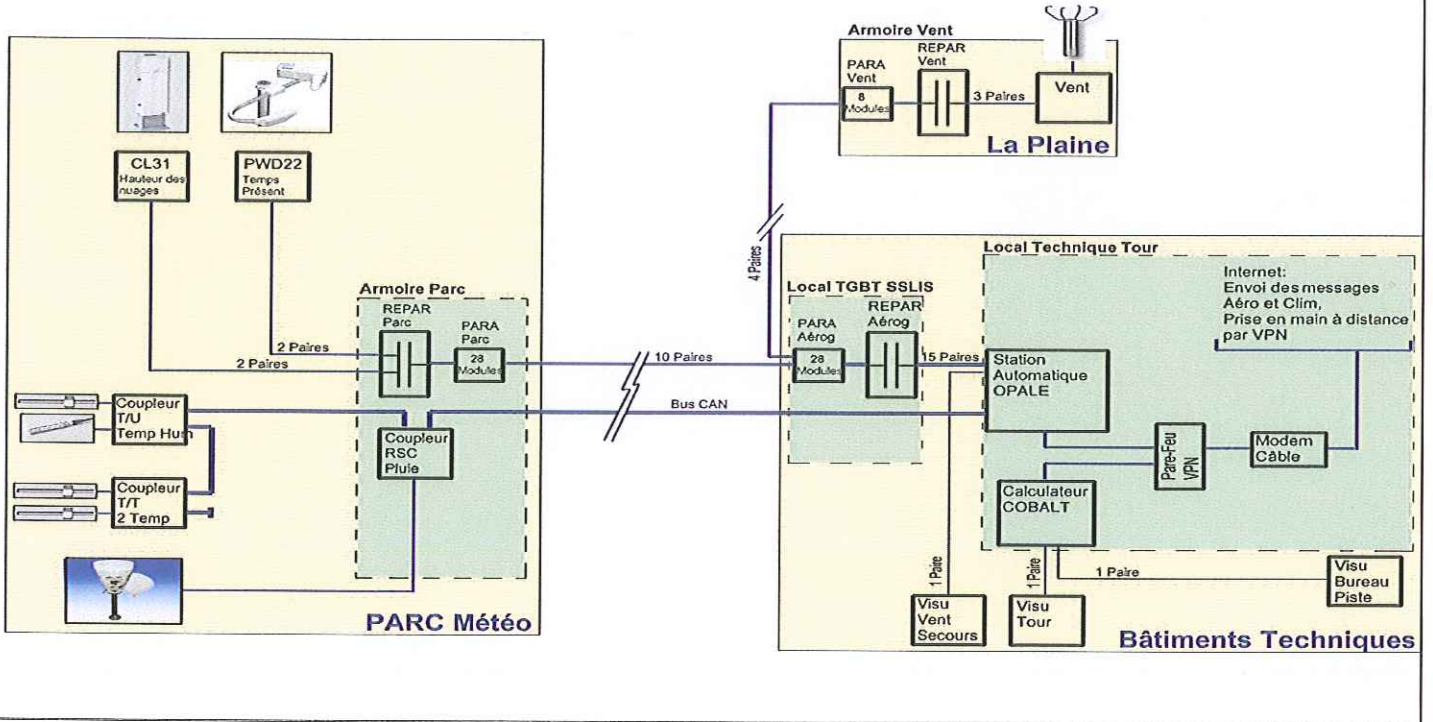 Armoire Vent
REPAR
Vent
PARA
Vent
8
Modules
3 Paires
Vent
La Plaine
CL31
Hauteur des
nuages
PWD22
Temps
Présent
4 Paires
Armoire Parc
REPAR
Parc
PARA
Parc
28
Modules
2 Paires
2 Paires
10 Paires
Bus CAN
Coupleur
T/U
Temp Hum
Coupleur
RSC
Pluie
Coupleur
T/T
2 Temp
PARC Météo
Local TGBT SSLIS
PARA
Aérog
28
Modules
REPAR
Aérog
15 Paires
Local Technique Tour
Internet:
Envoi des messages
Aéro et Clim,
Prise en main à distance
par VPN
Station
Automatique
OPALE
Pare-Feu
VPN
Modem
Câble
Calculateur
COBALT
1 Paire
1 Paire
1 Paire
Visu
Vent
Secours
Visu
Tour
Visu
Bureau
Piste
Bâtiments Techniques